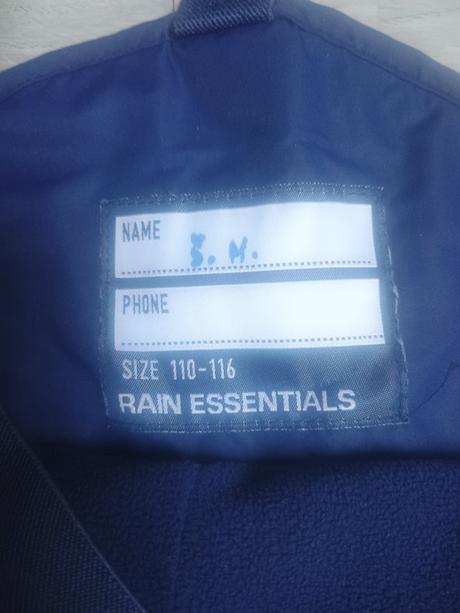 NAME
Š. H.
PHONE
SIZE 110-116
RAIN ESSENTIALS